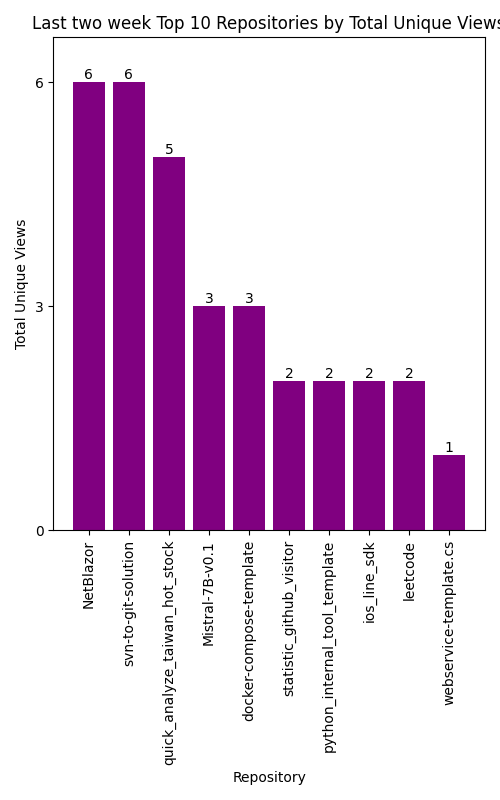 Last two week Top 10 Repositories by Total Unique Views
6
6
5
3
3
2
2
2
2
1
6
3
0
Total Unique Views
NetBlazor
svn-to-git-solution
quick_analyze_taiwan_hot_stock
Mistral-7B-v0.1
docker-compose-template
statistic_github_visitor
python_internal_tool_template
ios_line_sdk
leetcode
webservice-template.cs
Repository